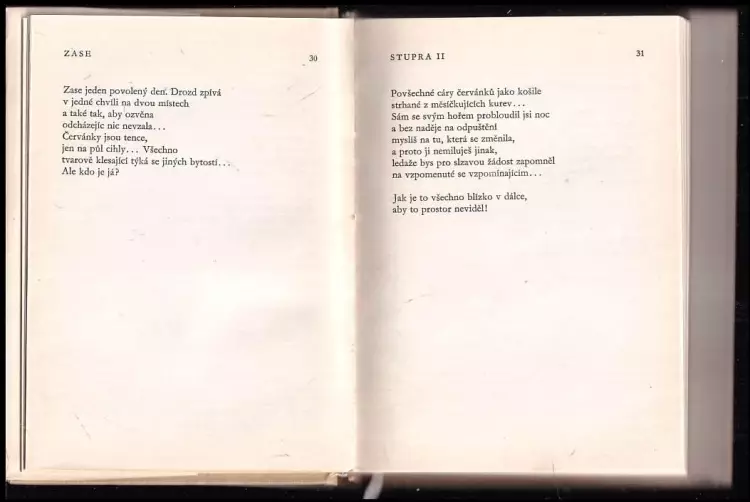 ZASE
30
Zase jeden povolený den. Drozd zpívá
v jedné chvíli na dvou místech
a také tak, aby ozvěna
odcházejíc nic nevzala...
Červánky jsou tence,
jen na půl cihly... Všechno
tvarově klesající týká se jiných bytostí...
Ale kdo je já?
STUPRA II
31
Povšechné cáry červánků jako košile
strhané z měsíčkujících kurev...
Sám se svým hořem probloudil jsi noc
a bez naděje na odpuštění
myslíš na tu, která se změnila,
a proto ji nemiluješ jinak,
ledaže bys pro slzavou žádost zapomněl
na vzpomenuté se vzpomínajícím...
Jak je to všechno blízko v dálce,
aby to prostor neviděl!